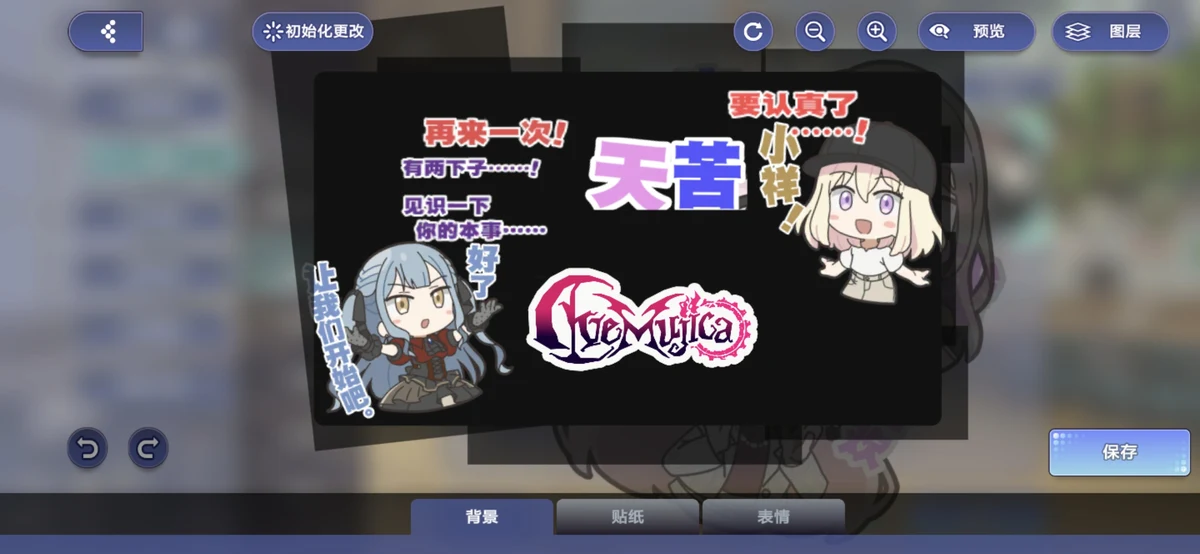 初始化更改
预览
图层
再来一次！
有两下子……！
见识一下
你的本事……
天苦
要认真了
……！
小样！
好了
让我们开始吧。
Ave Mujica
保存
背景
贴纸
表情